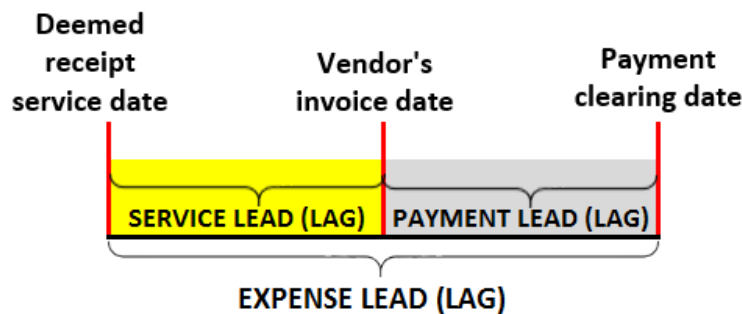 Deemed
receipt
service date
Vendor's
invoice date
Payment
clearing date
SERVICE LEAD (LAG)
PAYMENT LEAD (LAG)
EXPENSE LEAD (LAG)